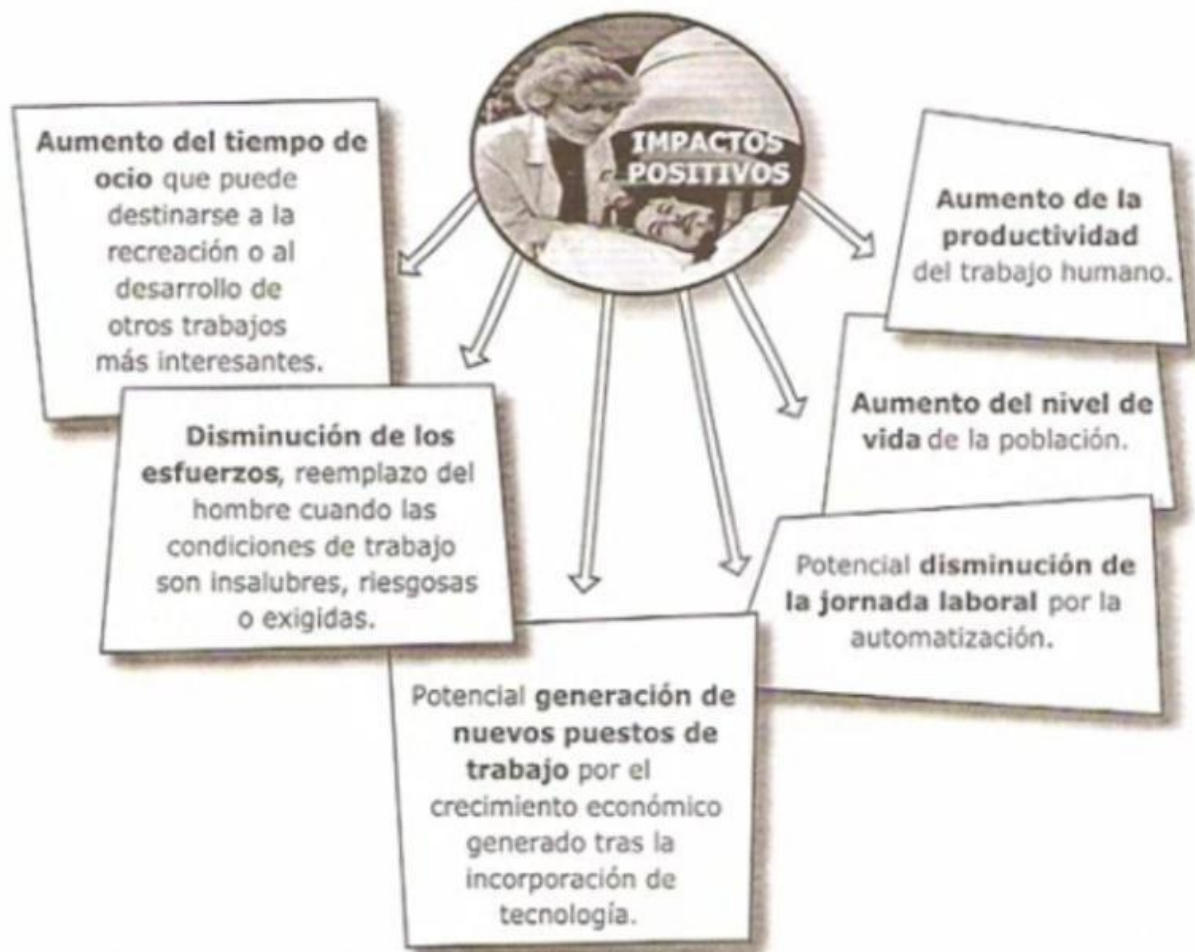 IMPACTOS
POSITIVOS
Aumento del tiempo de
ocio que puede
destinarse a la
recreación o al
desarrollo de
otros trabajos
más interesantes.
Disminución de los
esfuerzos, reemplazo del
hombre cuando las
condiciones de trabajo
son insalubres, riesgosas
o exigidas.
Potencial generación de
nuevos puestos de
trabajo por el
crecimiento económico
generado tras la
incorporación de
tecnología.
Potencial disminución de
la jornada laboral por la
automatización.
Aumento del nivel de
vida de la población.
Aumento de la
productividad
del trabajo humano.